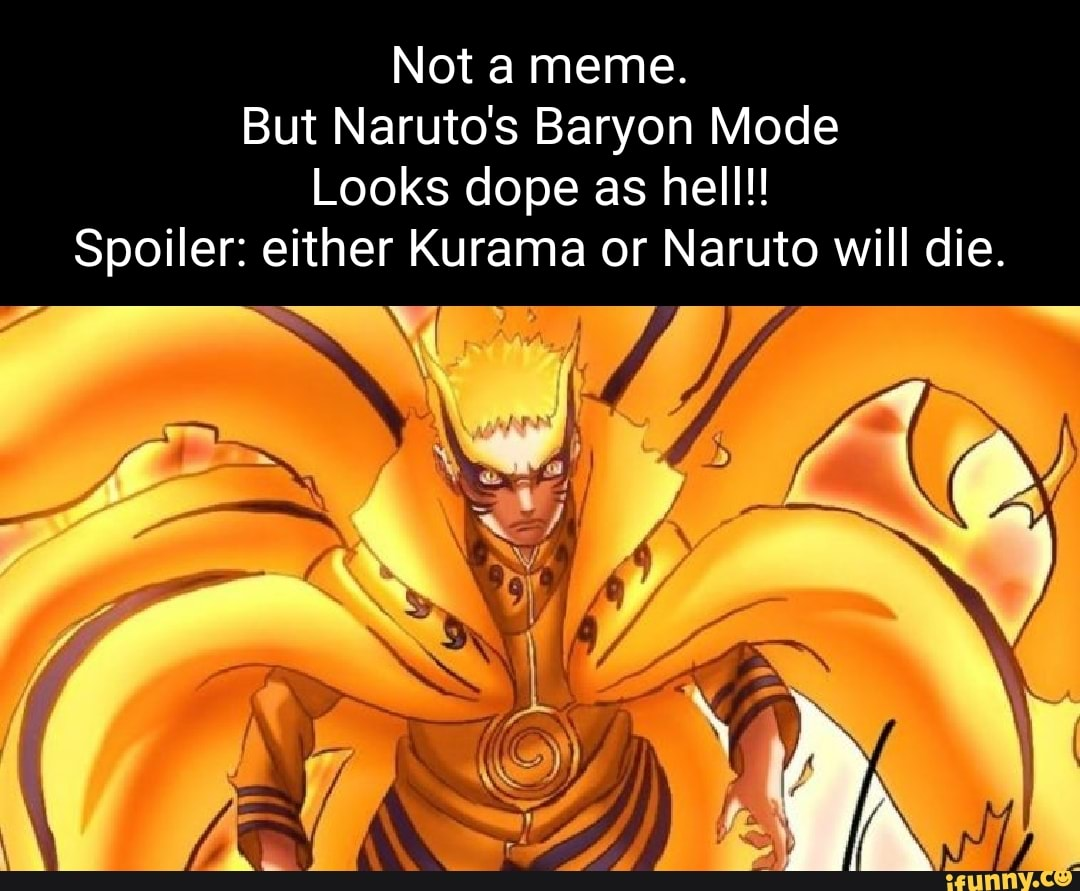 Not a meme.
But Naruto's Baryon Mode
Looks dope as hell!!
Spoiler: either Kurama or Naruto will die.
ifunny.co